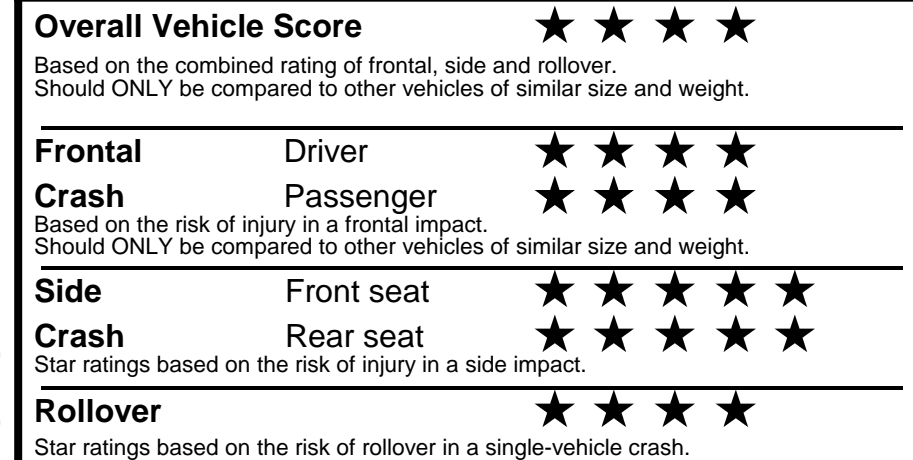 Overall Vehicle Score ★ ★ ★ ★
Based on the combined rating of frontal, side and rollover.
Should ONLY be compared to other vehicles of similar size and weight.
Frontal Driver ★ ★ ★ ★
Crash Passenger ★ ★ ★ ★
Based on the risk of injury in a frontal impact.
Should ONLY be compared to other vehicles of similar size and weight.
Side Front seat ★ ★ ★ ★ ★
Crash Rear seat ★ ★ ★ ★ ★
Star ratings based on the risk of injury in a side impact.
Rollover ★ ★ ★ ★
Star ratings based on the risk of rollover in a single-vehicle crash.